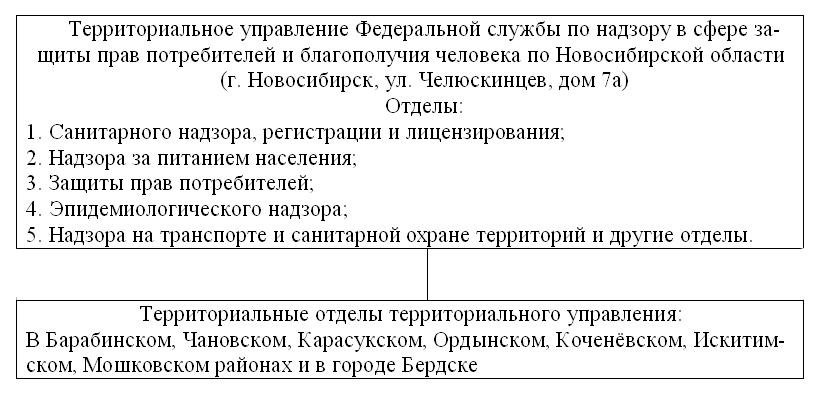 Территориальное управление Федеральной службы по надзору в сфере за-
щиты прав потребителей и благополучия человека по Новосибирской области
(г. Новосибирск, ул. Челюскинцев, дом 7а)
Отделы:
1. Санитарного надзора, регистрации и лицензирования;
2. Надзора за питанием населения;
3. Защиты прав потребителей;
4. Эпидемиологического надзора;
5. Надзора на транспорте и санитарной охране территорий и другие отделы.
Территориальные отделы территориального управления:
В Барабинском, Чановском, Карасукском, Ордынском, Коченёвском, Искитим-
ском, Мошковском районах и в городе Бердске